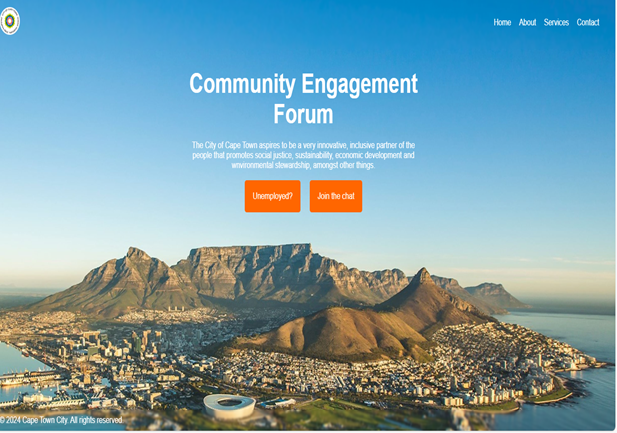 Home About Services Contact
Community Engagement
Forum
The City of Cape Town aspires to be a very innovative, inclusive partner of the
people that promotes social justice, sustainability, economic development and
wnvironmental stewardship, amongst other things.
Unemployed? Join the chat
© 2024 Cape Town City. All rights reserved